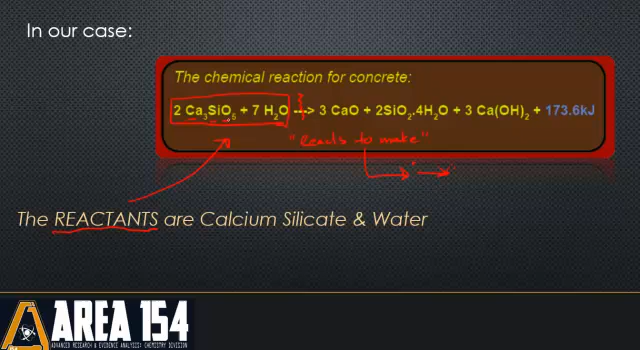 In our case:
The chemical reaction for concrete:
2 Ca₃SiO₅ + 7 H₂O ---> 3 CaO + 2SiO₂.4H₂O + 3 Ca(OH)₂ + 173.6kJ
"Reacts to make"
The REACTANTS are Calcium Silicate & Water
AREA 154
ADVANCED RESEARCH & EVIDENCE ANALYSIS: CHEMISTRY DIVISION